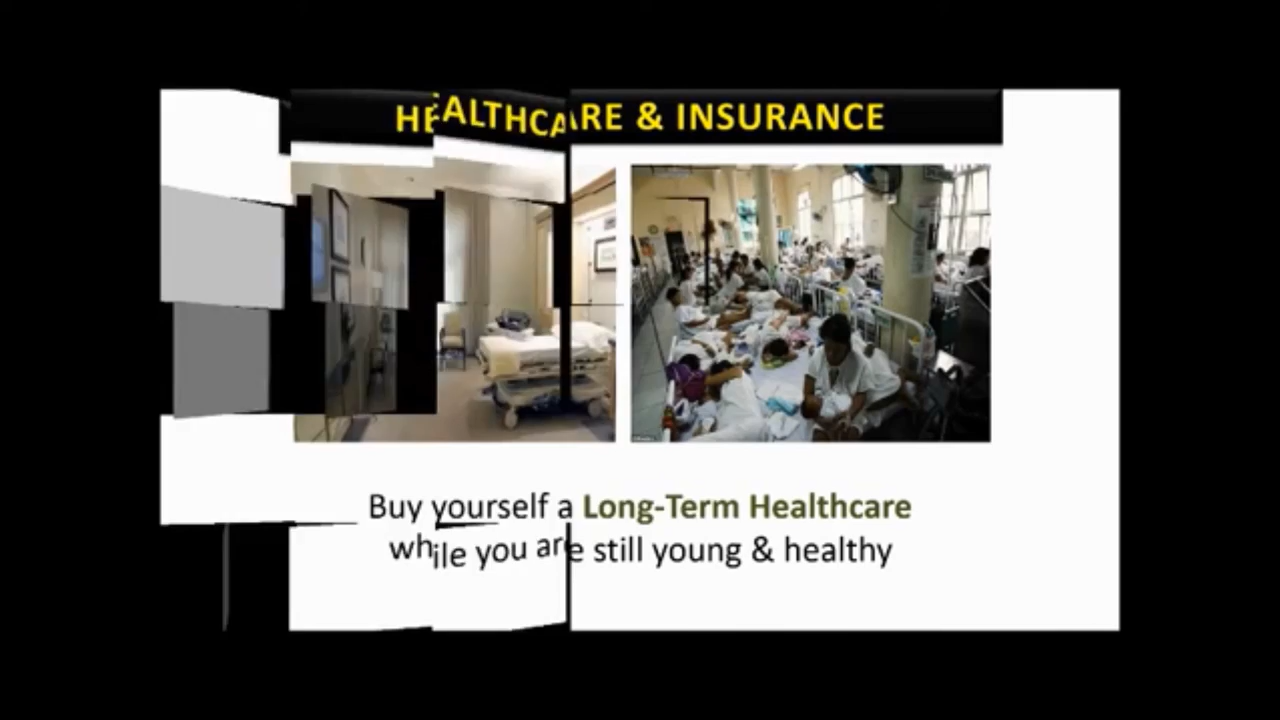 HEALTHCARE & INSURANCE
Buy yourself a Long-Term Healthcare
while you are still young & healthy